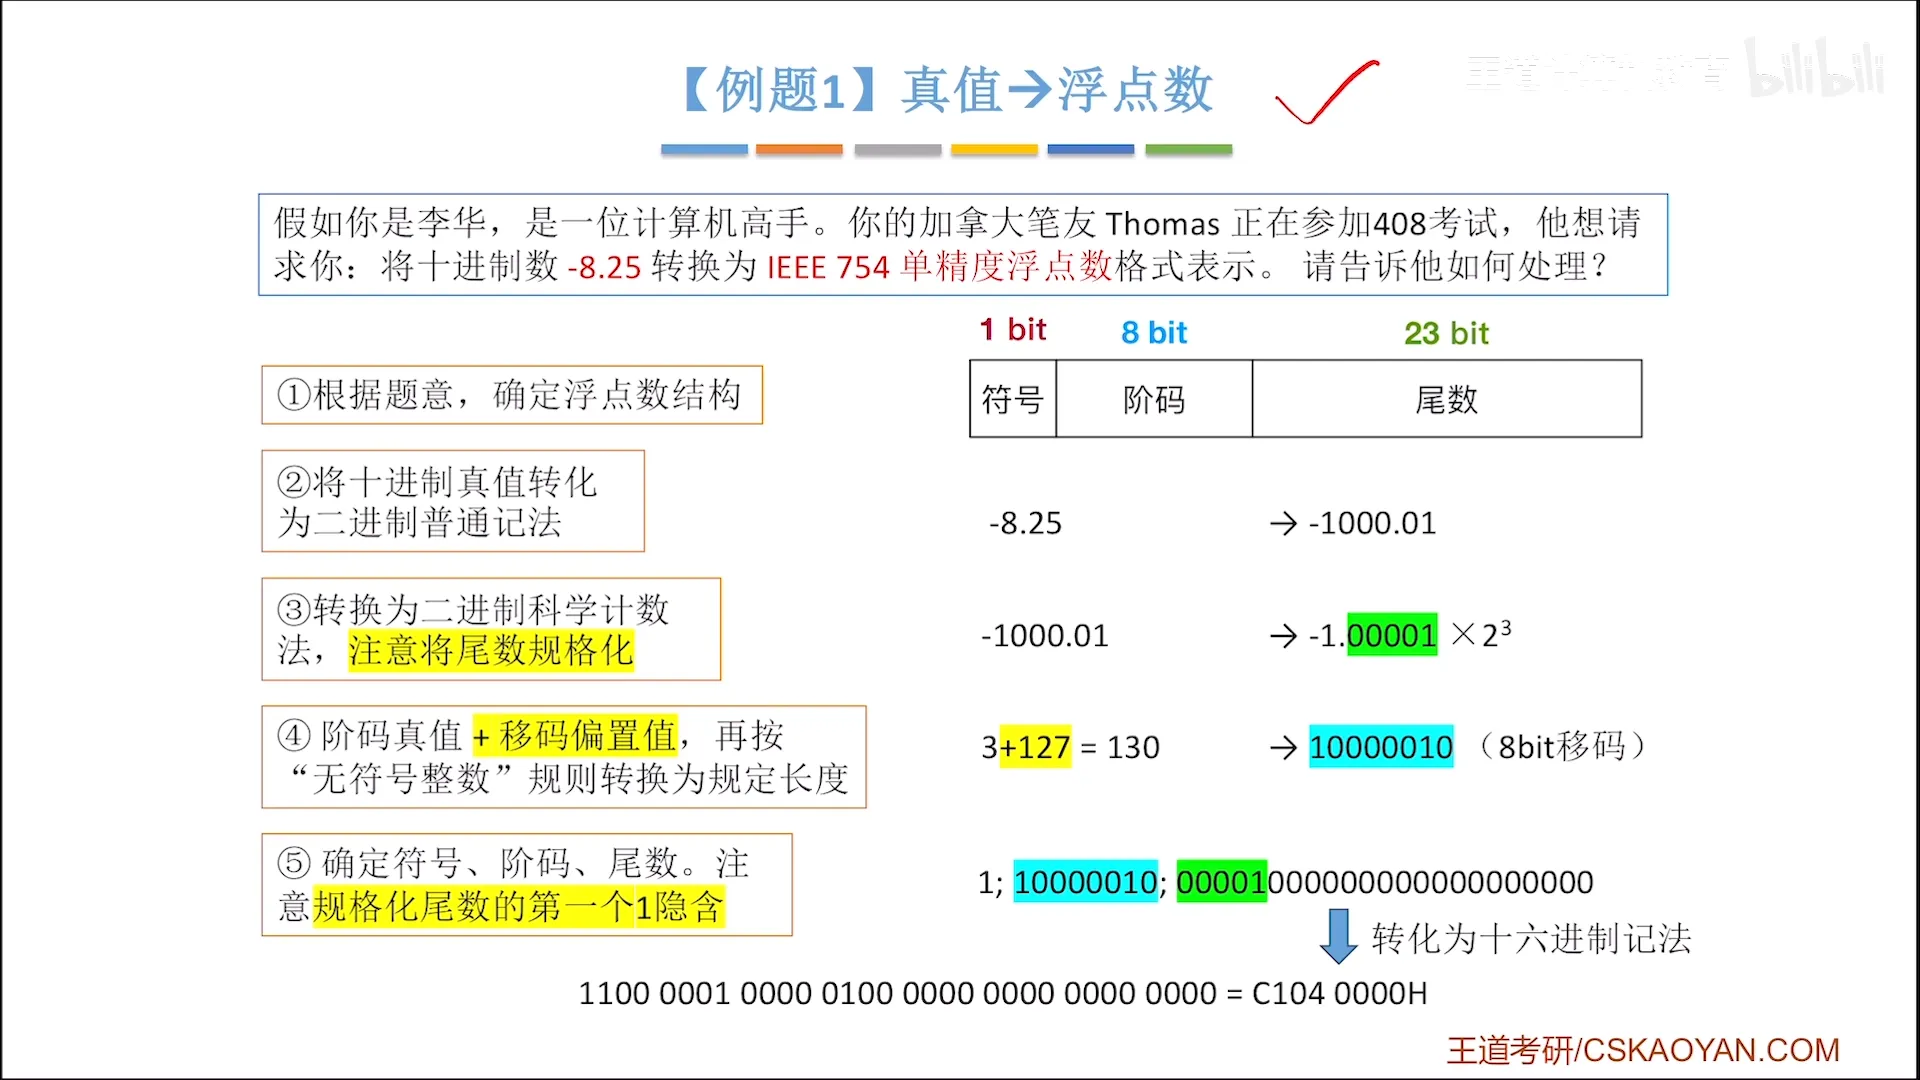 【例题1】真值→浮点数
bilibili
假如你是李华，是一位计算机高手。你的加拿大笔友 Thomas 正在参加408考试，他想请
求你：将十进制数 -8.25 转换为 IEEE 754 单精度浮点数格式表示。 请告诉他如何处理？
1 bit 8 bit 23 bit
①根据题意，确定浮点数结构
符号 阶码 尾数
②将十进制真值转化
为二进制普通记法
-8.25 → -1000.01
③转换为二进制科学计数
法，注意将尾数规格化
-1000.01 → -1.00001 ×2³
④ 阶码真值 + 移码偏置值，再按
“无符号整数”规则转换为规定长度
3+127 = 130 → 10000010 （8bit移码）
⑤ 确定符号、阶码、尾数。注
意规格化尾数的第一个1隐含
1; 10000010; 00001000000000000000000
转化为十六进制记法
1100 0001 0000 0100 0000 0000 0000 0000 = C104 0000H
王道考研/CSKAOYAN.COM